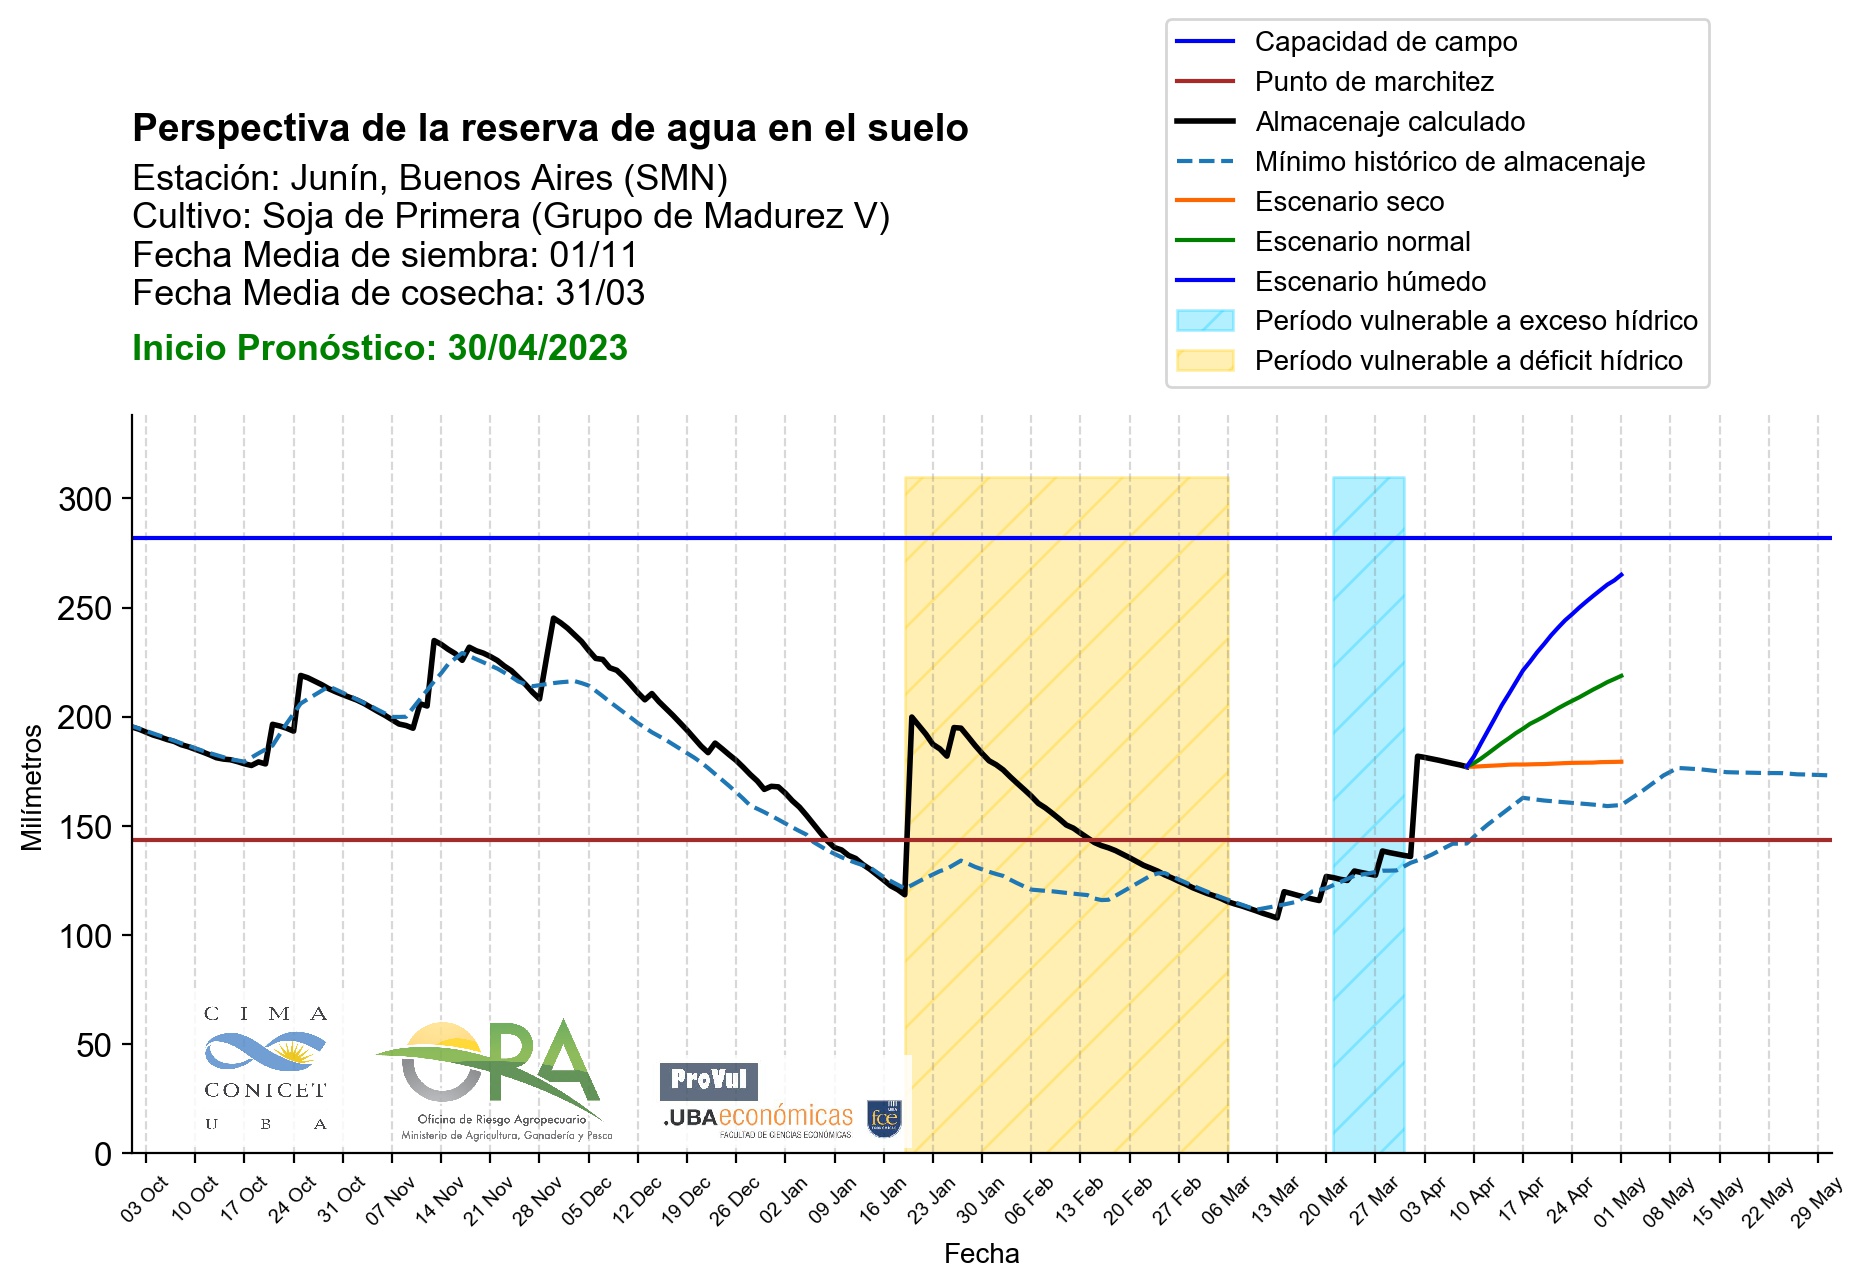 Capacidad de campo
Punto de marchitez
Almacenaje calculado
Mínimo histórico de almacenaje
Escenario seco
Escenario normal
Escenario húmedo
Período vulnerable a exceso hídrico
Período vulnerable a déficit hídrico
Perspectiva de la reserva de agua en el suelo
Estación: Junín, Buenos Aires (SMN)
Cultivo: Soja de Primera (Grupo de Madurez V)
Fecha Media de siembra: 01/11
Fecha Media de cosecha: 31/03
Inicio Pronóstico: 30/04/2023
Milímetros
300
250
200
150
100
50
0
CIMA
CONICET
UBA
ORA
Oficina de Riesgo Agropecuario
Ministerio de Agricultura, Ganadería y Pesca
ProVul
.UBAeconómicas
FACULTAD DE CIENCIAS ECONÓMICAS
fce
03 Oct
10 Oct
17 Oct
24 Oct
31 Oct
07 Nov
14 Nov
21 Nov
28 Nov
05 Dec
12 Dec
19 Dec
26 Dec
02 Jan
09 Jan
16 Jan
23 Jan
30 Jan
06 Feb
13 Feb
20 Feb
27 Feb
06 Mar
13 Mar
20 Mar
27 Mar
03 Apr
10 Apr
17 Apr
24 Apr
01 May
08 May
15 May
22 May
29 May
Fecha